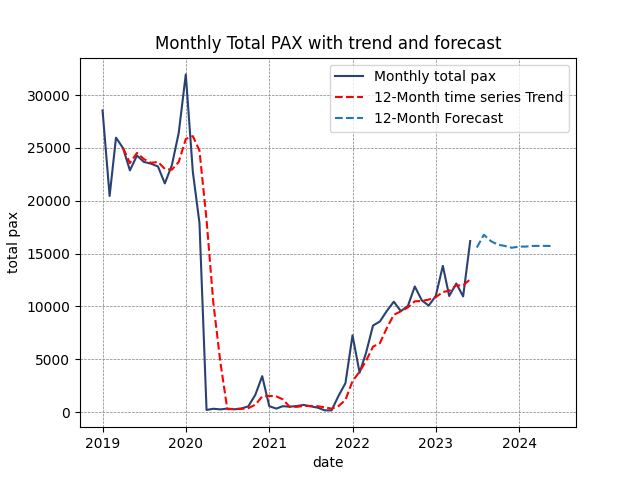 Monthly Total PAX with trend and forecast
Monthly total pax
12-Month time series Trend
12-Month Forecast
total pax
30000
25000
20000
15000
10000
5000
0
2019 2020 2021 2022 2023 2024
date